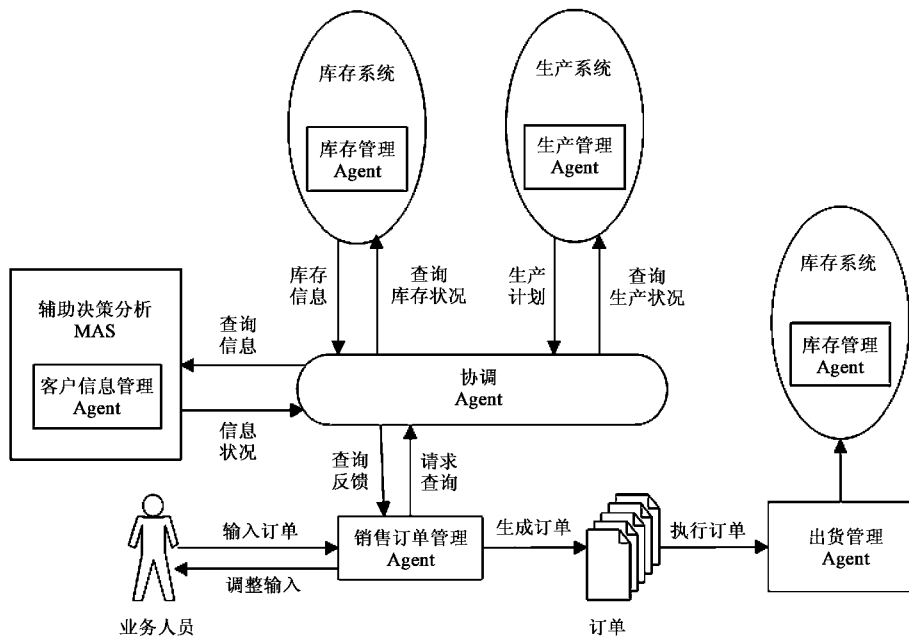 库存系统
库存管理
Agent
生产系统
生产管理
Agent
库存系统
库存管理
Agent
辅助决策分析
MAS
客户信息管理
Agent
库存
信息
查询
库存状况
生产
计划
查询
生产状况
查询
信息
信息
状况
协调
Agent
查询
反馈
请求
查询
输入订单
调整输入
业务人员
销售订单管理
Agent
生成订单
订单
执行订单
出货管理
Agent